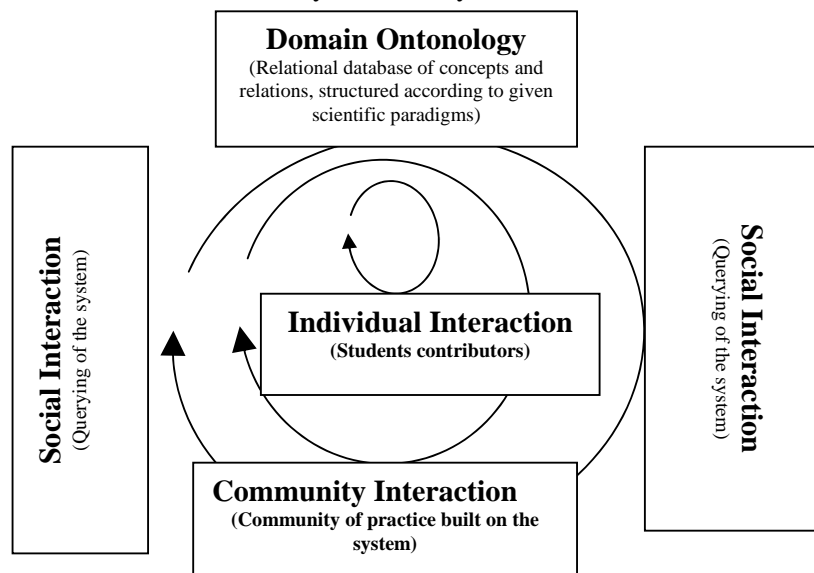 Domain Ontonology
(Relational database of concepts and
relations, structured according to given
scientific paradigms)
Social Interaction
(Querying of the system)
Individual Interaction
(Students contributors)
Social Interaction
(Querying of the system)
Community Interaction
(Community of practice built on the
system)